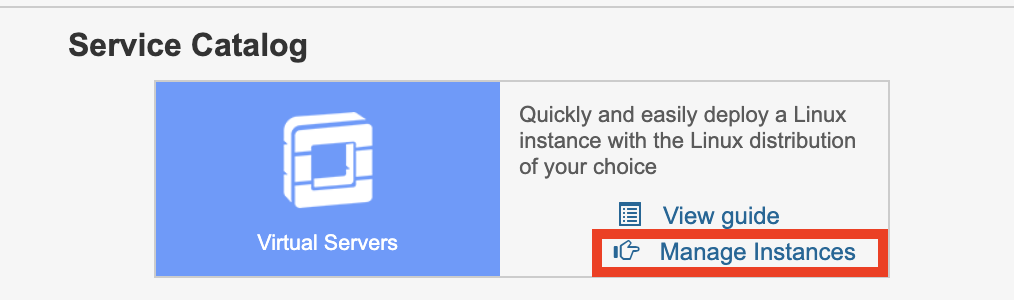 Service Catalog
Quickly and easily deploy a Linux
instance with the Linux distribution
of your choice
View guide
Manage Instances
Virtual Servers